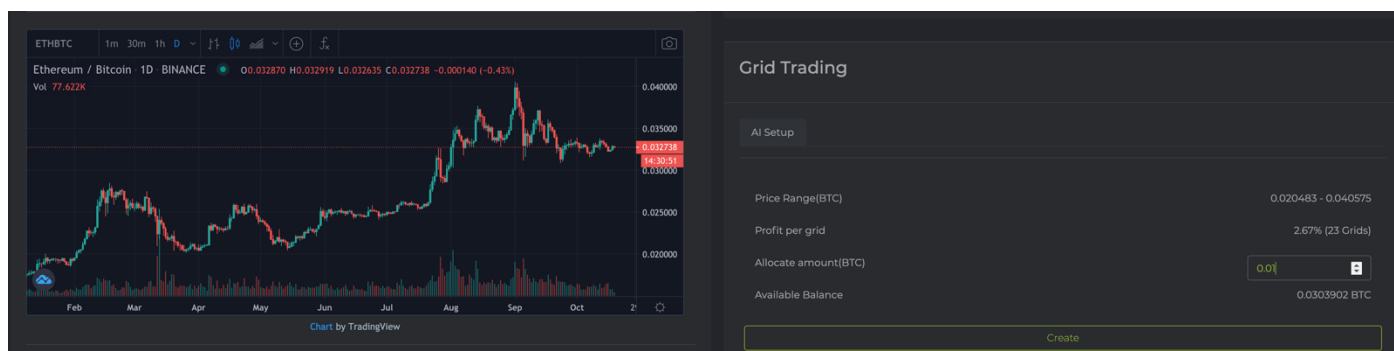 ETHBTC 1m 30m 1h D
Ethereum / Bitcoin · 1D · BINANCE O0.032870 H0.032919 L0.032635 C0.032738 −0.000140 (−0.43%)
Vol 77.622K
0.040000
0.035000
0.032738
14:30:51
0.030000
0.025000
0.020000
Feb Mar Apr May Jun Jul Aug Sep Oct
Chart by TradingView
Grid Trading
AI Setup
Price Range(BTC) 0.020483 - 0.040575
Profit per grid 2.67% (23 Grids)
Allocate amount(BTC) 0.01
Available Balance 0.0303902 BTC
Create